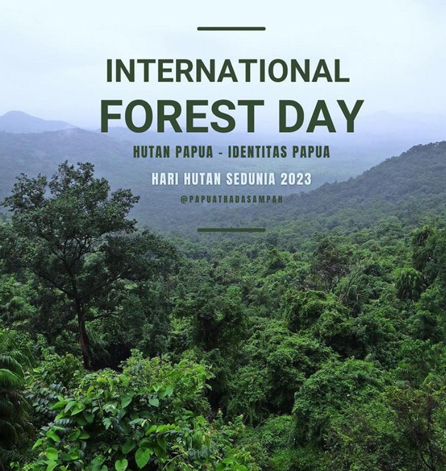 INTERNATIONAL
FOREST DAY
HUTAN PAPUA - IDENTITAS PAPUA
HARI HUTAN SEDUNIA 2023
@PAPUATRADASAMPAH